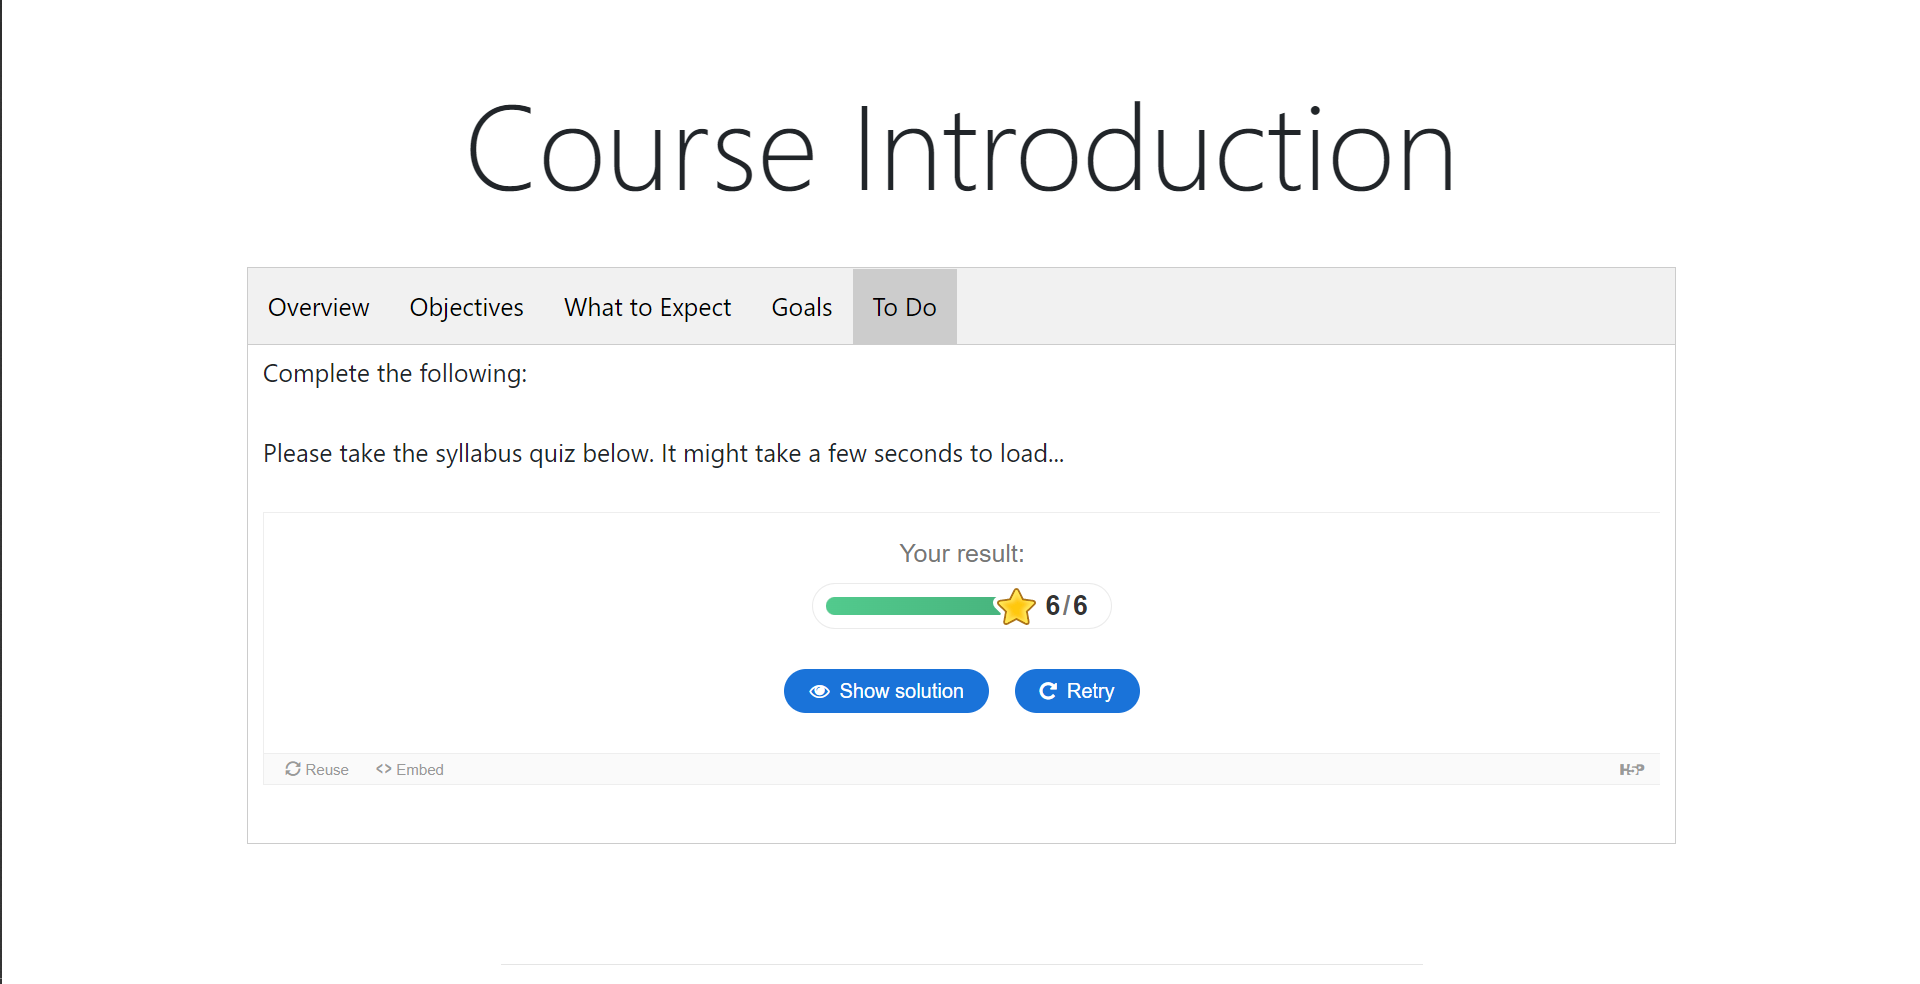 Course Introduction
Overview Objectives What to Expect Goals To Do
Complete the following:
Please take the syllabus quiz below. It might take a few seconds to load...
Your result:
6/6
Show solution Retry
Reuse <> Embed H5P